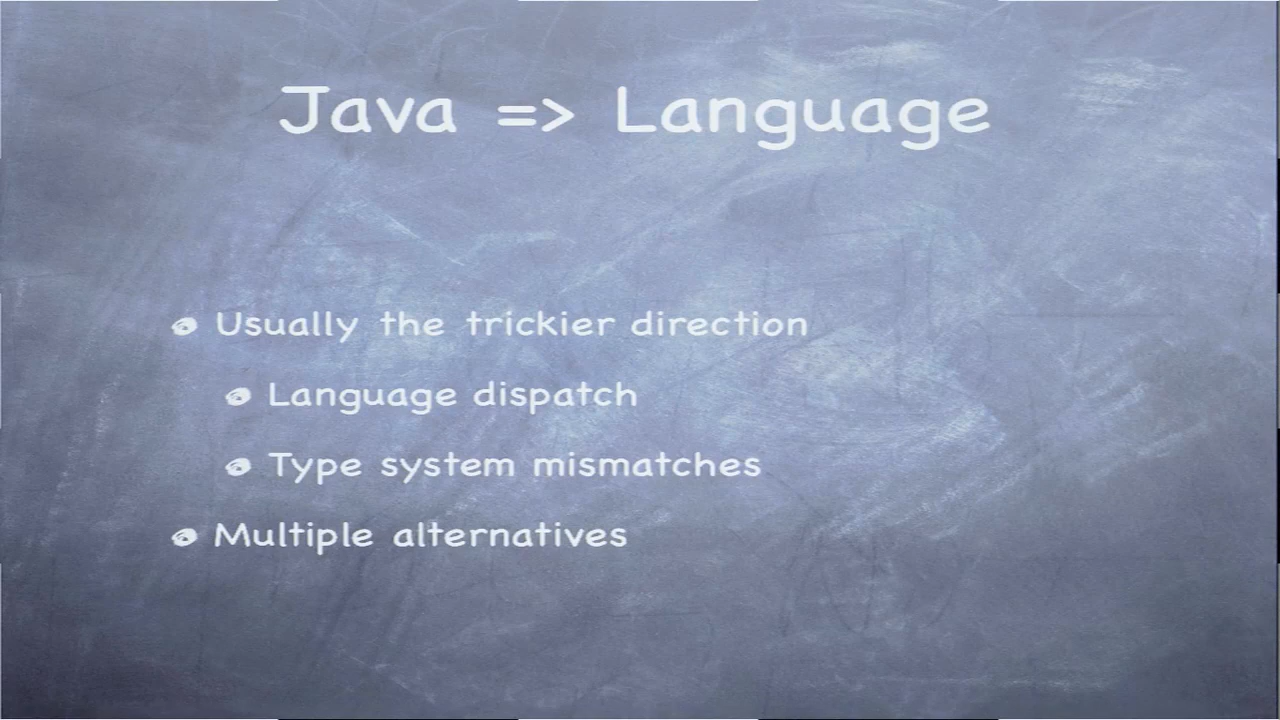 Java => Language
Usually the trickier direction
Language dispatch
Type system mismatches
Multiple alternatives